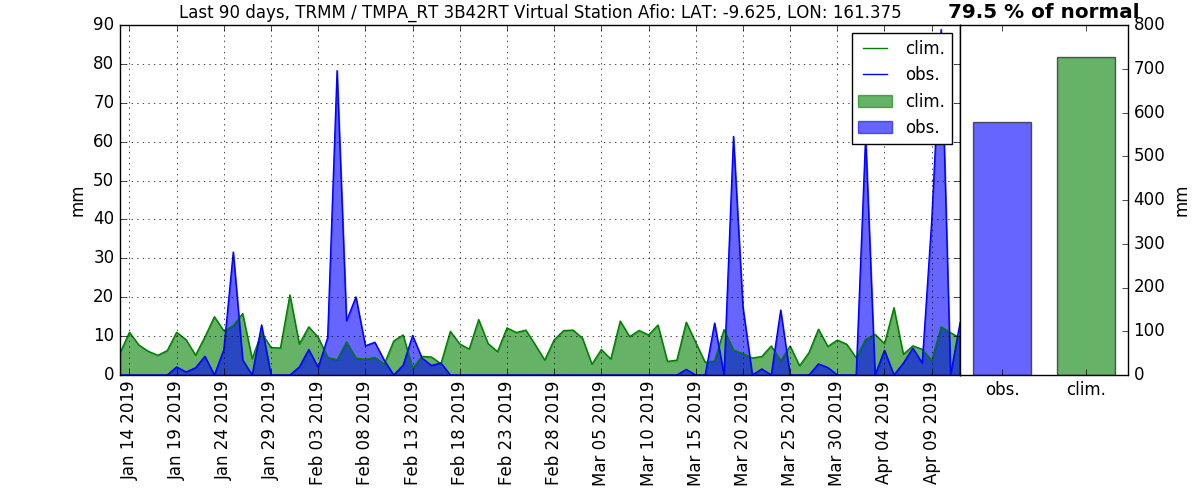 Last 90 days, TRMM / TMPA_RT 3B42RT Virtual Station Afio: LAT: -9.625, LON: 161.375
79.5 % of normal
90
80
70
60
50
40
30
20
10
0
mm
clim.
obs.
clim.
obs.
Jan 14 2019
Jan 19 2019
Jan 24 2019
Jan 29 2019
Feb 03 2019
Feb 08 2019
Feb 13 2019
Feb 18 2019
Feb 23 2019
Feb 28 2019
Mar 05 2019
Mar 10 2019
Mar 15 2019
Mar 20 2019
Mar 25 2019
Mar 30 2019
Apr 04 2019
Apr 09 2019
800
700
600
500
400
300
200
100
0
mm
obs.
clim.